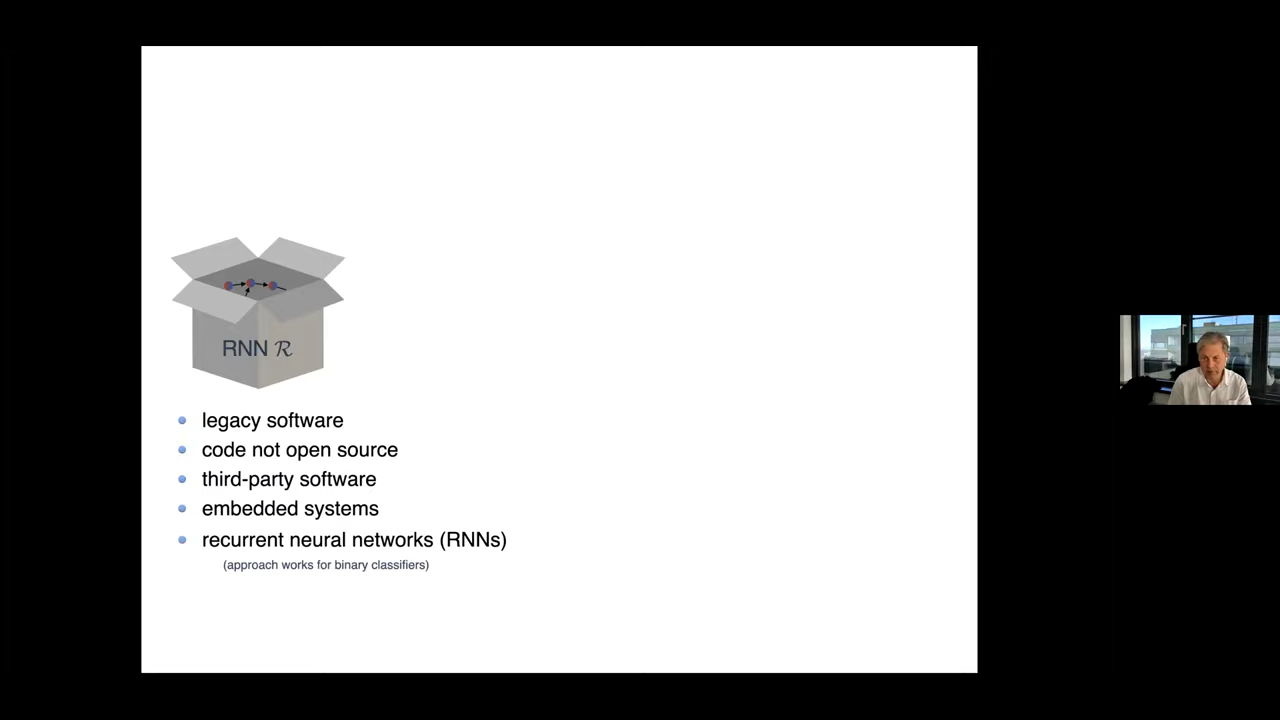 RNN ℛ
legacy software
code not open source
third-party software
embedded systems
recurrent neural networks (RNNs)
(approach works for binary classifiers)